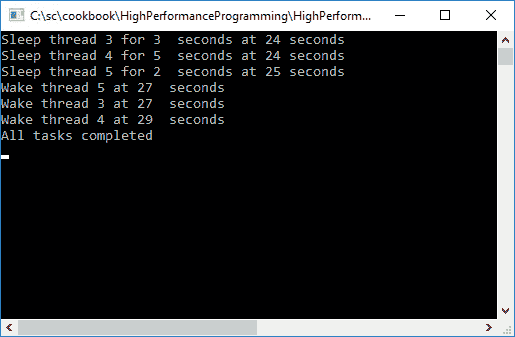 C:\sc\cookbook\HighPerformanceProgramming\HighPerform...
Sleep thread 3 for 3  seconds at 24 seconds
Sleep thread 4 for 5  seconds at 24 seconds
Sleep thread 5 for 2  seconds at 25 seconds
Wake thread 5 at 27  seconds
Wake thread 3 at 27  seconds
Wake thread 4 at 29  seconds
All tasks completed